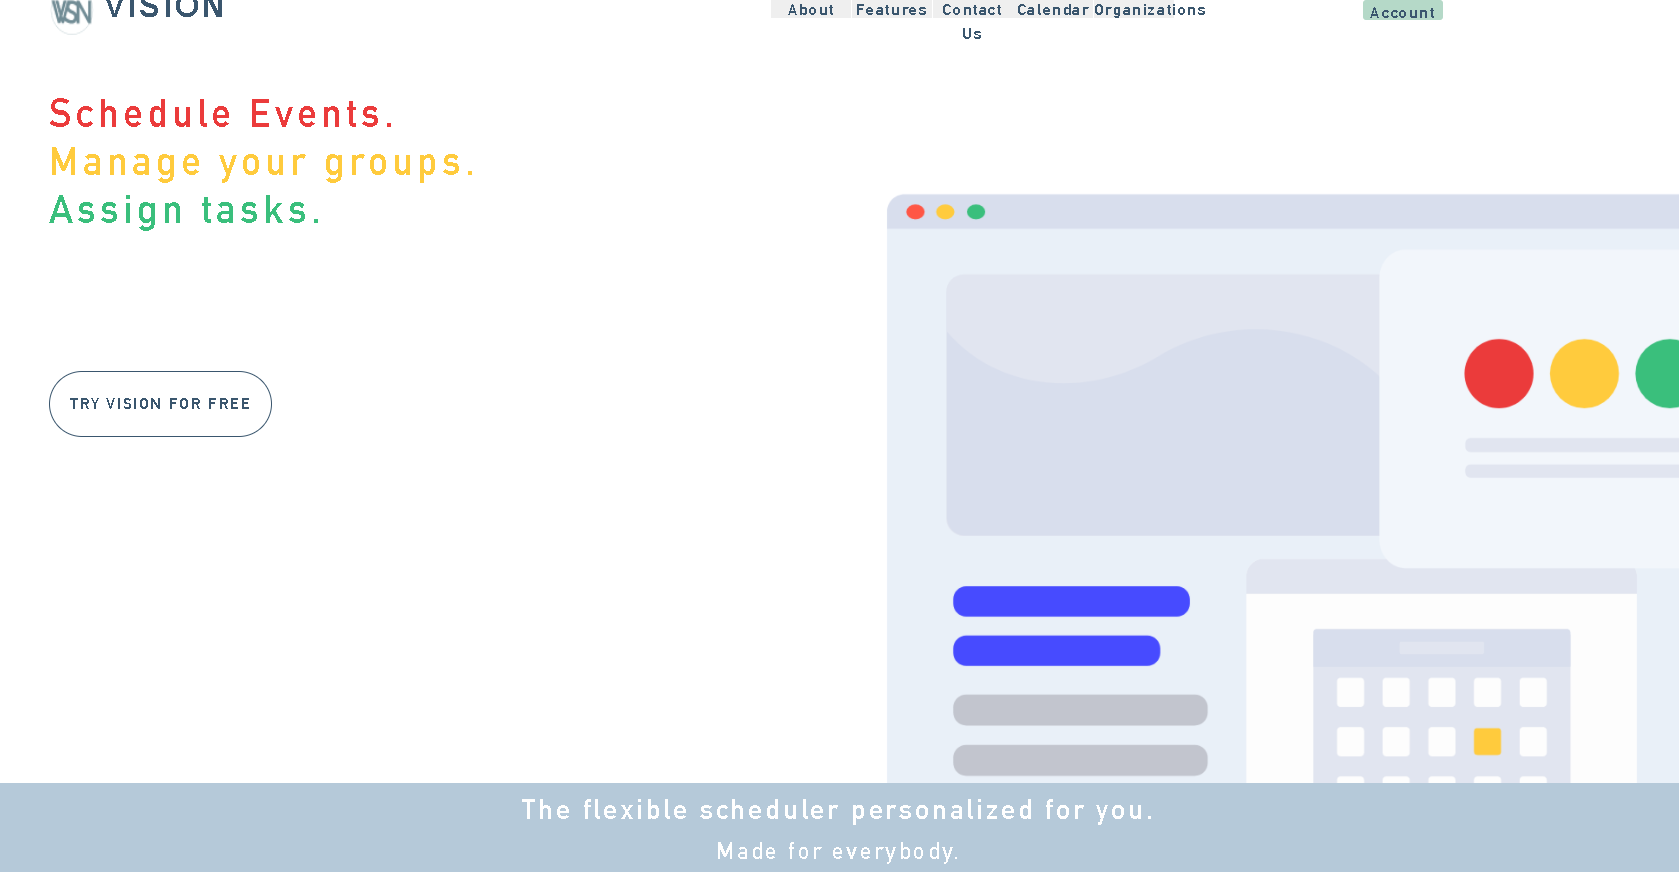 VSN VISION
About Features Contact Us Calendar Organizations
Account
Schedule Events.
Manage your groups.
Assign tasks.
TRY VISION FOR FREE
The flexible scheduler personalized for you.
Made for everybody.